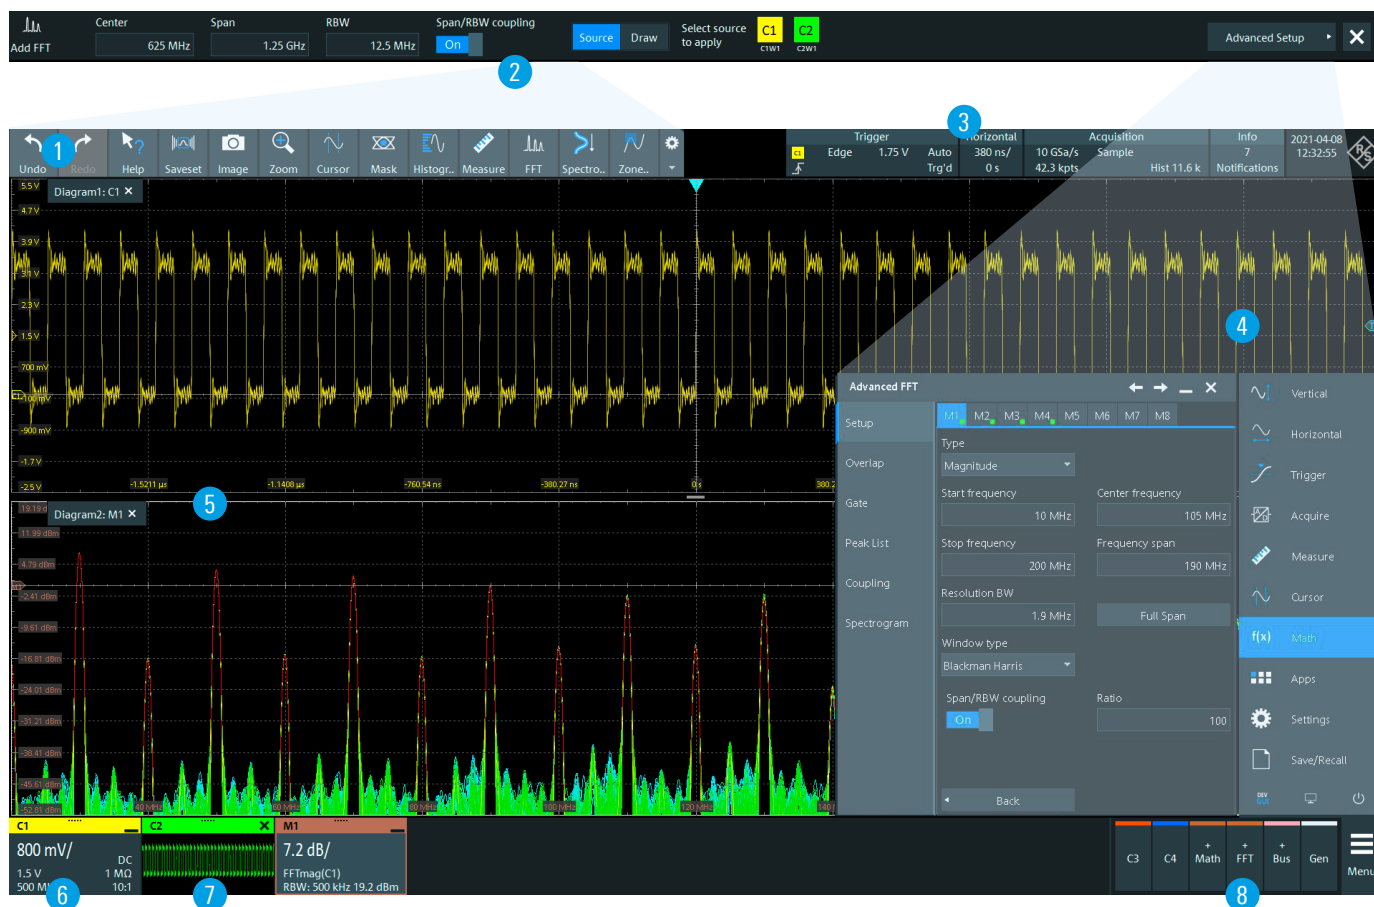 Center Span RBW Span/RBW coupling
Add FFT 625 MHz 1.25 GHz 12.5 MHz On Source Draw Select source to apply C1 C2 Advanced Setup
C1W1 C2W1
2
3
Trigger Horizontal Acquisition Info 2021-04-08
C1 Edge 1.75 V Auto 380 ns/ 10 GSa/s Sample 7 12:32:55
Trg'd 0 s 42.3 kpts Hist 11.6 k Notifications
1
Undo Redo Help Saveset Image Zoom Cursor Mask Histogr.. Measure FFT Spectro.. Zone..
5.5 V Diagram1: C1
4.7 V
3.9 V
3.1 V
2.3 V
1.5 V
700 mV
-100 mV
-900 mV
-1.7 V
-2.5 V -1.5211 µs -1.1408 µs -760.54 ns -380.27 ns 0 s 380.2
4
5
19.19 d Diagram2: M1
11.99 dBm
4.79 dBm
-2.41 dBm
-9.61 dBm
-16.81 dBm
-24.01 dBm
-31.21 dBm
-38.41 dBm
-45.61 dBm
-52.81 dBm 40 MHz 60 MHz 80 MHz 100 MHz 120 MHz 140
Advanced FFT
Setup
Overlap
Gate
Peak List
Coupling
Spectrogram
M1 M2 M3 M4 M5 M6 M7 M8
Type
Magnitude
Start frequency Center frequency
10 MHz 105 MHz
Stop frequency Frequency span
200 MHz 190 MHz
Resolution BW
1.9 MHz Full Span
Window type
Blackman Harris
Span/RBW coupling Ratio
On 100
Back
Vertical
Horizontal
Trigger
Acquire
Measure
Cursor
f(x) Math
Apps
Settings
Save/Recall
C1 C2 M1
800 mV/ DC 7.2 dB/
1.5 V 1 MΩ FFTmag(C1)
500 M 10:1 RBW: 500 kHz 19.2 dBm
6
7
C3 C4 + Math + FFT + Bus Gen Menu
8